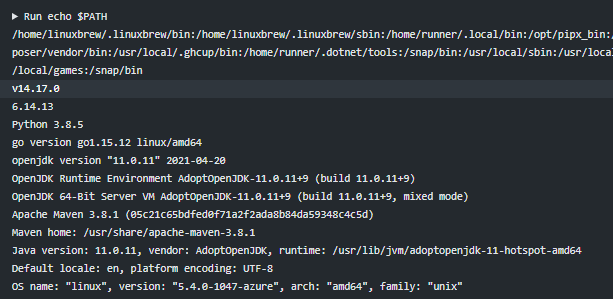 ▶ Run echo $PATH
/home/linuxbrew/.linuxbrew/bin:/home/linuxbrew/.linuxbrew/sbin:/home/runner/.local/bin:/opt/pipx_bin:/
poser/vendor/bin:/usr/local/.ghcup/bin:/home/runner/.dotnet/tools:/snap/bin:/usr/local/sbin:/usr/loca
/local/games:/snap/bin
v14.17.0
6.14.13
Python 3.8.5
go version go1.15.12 linux/amd64
openjdk version "11.0.11" 2021-04-20
OpenJDK Runtime Environment AdoptOpenJDK-11.0.11+9 (build 11.0.11+9)
OpenJDK 64-Bit Server VM AdoptOpenJDK-11.0.11+9 (build 11.0.11+9, mixed mode)
Apache Maven 3.8.1 (05c21c65bdfed0f71a2f2ada8b84da59348c4c5d)
Maven home: /usr/share/apache-maven-3.8.1
Java version: 11.0.11, vendor: AdoptOpenJDK, runtime: /usr/lib/jvm/adoptopenjdk-11-hotspot-amd64
Default locale: en, platform encoding: UTF-8
OS name: "linux", version: "5.4.0-1047-azure", arch: "amd64", family: "unix"